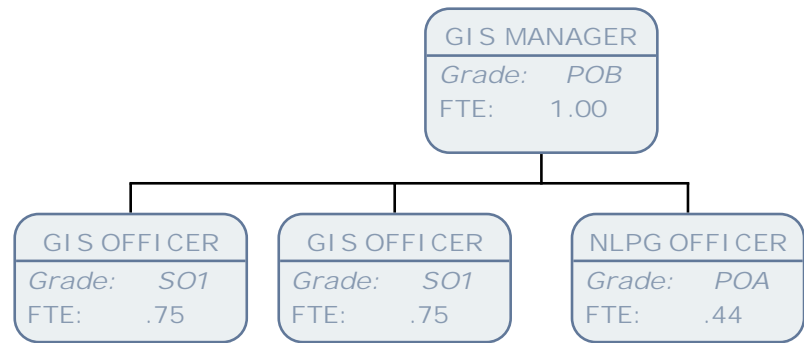 GIS MANAGER
Grade: POB
FTE: 1.00
GIS OFFICER
Grade: SO1
FTE: .75
GIS OFFICER
Grade: SO1
FTE: .75
NLPG OFFICER
Grade: POA
FTE: .44